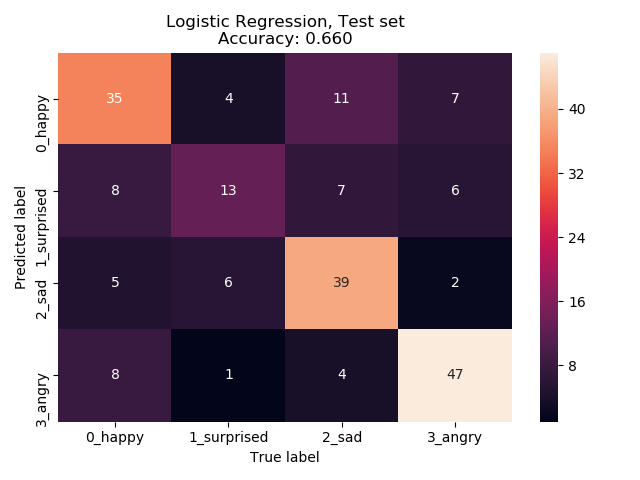 Logistic Regression, Test set
Accuracy: 0.660
Predicted label
0_happy
35 4 11 7
1_surprised
8 13 7 6
2_sad
5 6 39 2
3_angry
8 1 4 47
0_happy 1_surprised 2_sad 3_angry
True label
40
32
24
16
8